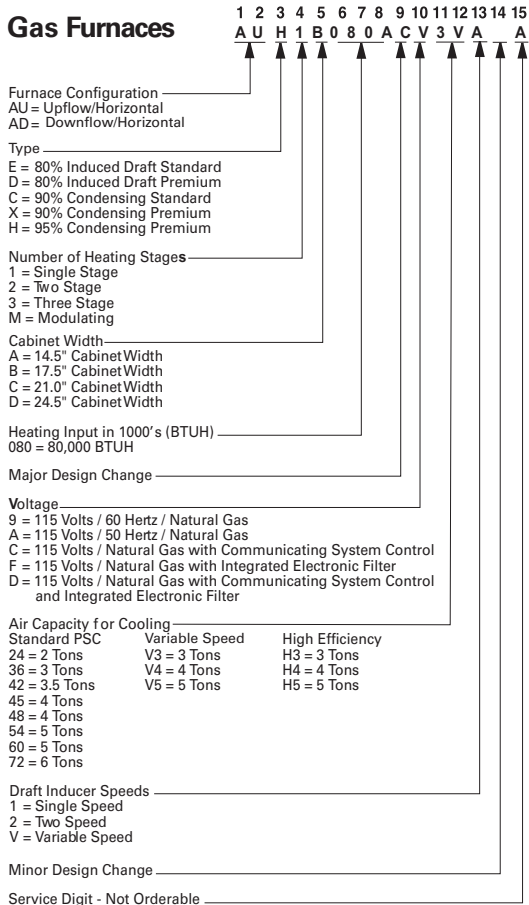 Gas Furnaces
1 2 3 4 5 6 7 8 9 10 11 12 13 14 15
A U H 1 B 0 8 0 A C V 3 V A A
Furnace Configuration
AU = Upflow/Horizontal
AD = Downflow/Horizontal
Type
E = 80% Induced Draft Standard
D = 80% Induced Draft Premium
C = 90% Condensing Standard
X = 90% Condensing Premium
H = 95% Condensing Premium
Number of Heating Stages
1 = Single Stage
2 = Two Stage
3 = Three Stage
M = Modulating
Cabinet Width
A = 14.5" Cabinet Width
B = 17.5" Cabinet Width
C = 21.0" Cabinet Width
D = 24.5" Cabinet Width
Heating Input in 1000's (BTUH)
080 = 80,000 BTUH
Major Design Change
Voltage
9 = 115 Volts / 60 Hertz / Natural Gas
A = 115 Volts / 50 Hertz / Natural Gas
C = 115 Volts / Natural Gas with Communicating System Control
F = 115 Volts / Natural Gas with Integrated Electronic Filter
D = 115 Volts / Natural Gas with Communicating System Control
and Integrated Electronic Filter
Air Capacity for Cooling
Standard PSC Variable Speed High Efficiency
24 = 2 Tons V3 = 3 Tons H3 = 3 Tons
36 = 3 Tons V4 = 4 Tons H4 = 4 Tons
42 = 3.5 Tons V5 = 5 Tons H5 = 5 Tons
45 = 4 Tons
48 = 4 Tons
54 = 5 Tons
60 = 5 Tons
72 = 6 Tons
Draft Inducer Speeds
1 = Single Speed
2 = Two Speed
V = Variable Speed
Minor Design Change
Service Digit - Not Orderable